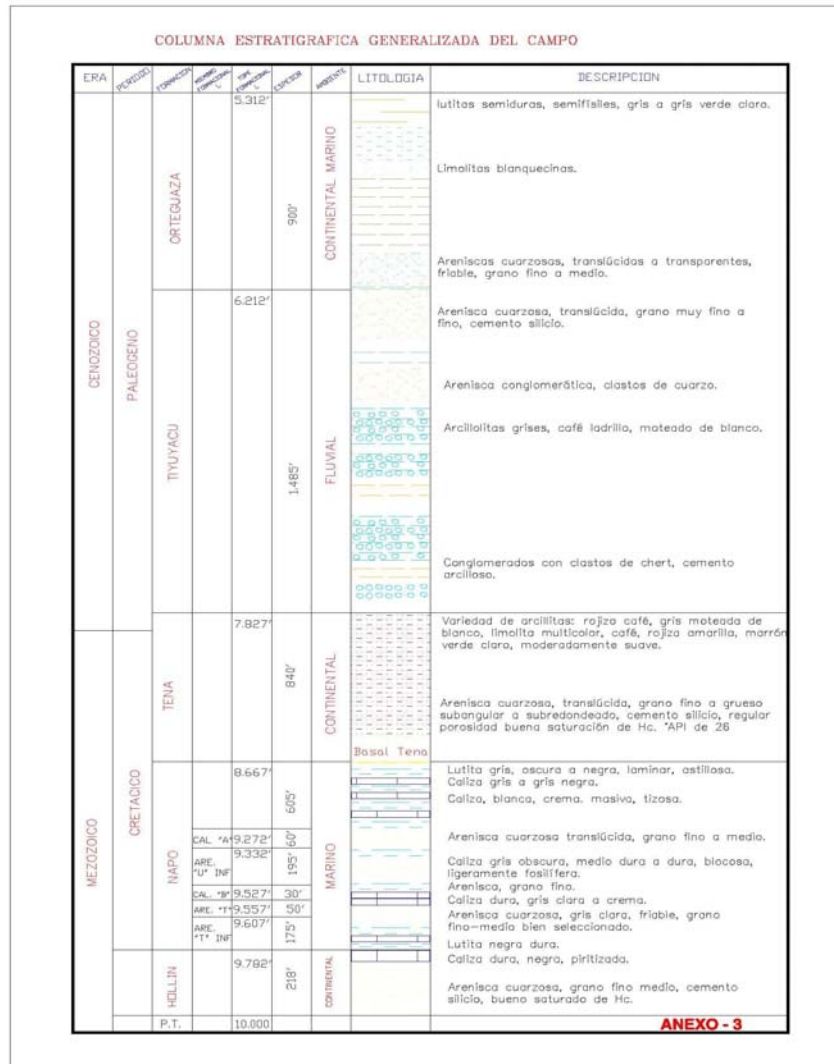 COLUMNA ESTRATIGRAFICA GENERALIZADA DEL CAMPO
ERA
PERIODO
FORMACION
MIEMBRO FORMACIONAL
TOPE FORMACIONAL
ESPESOR
AMBIENTE
LITOLOGIA
DESCRIPCION
CENOZOICO
MEZOZOICO
PALEOGENO
CRETACICO
ORTEGUAZA
5.312'
900'
CONTINENTAL MARINO
lutitas semiduras, semifisiles, gris a gris verde claro.
Limolitas blanquecinas.
Areniscas cuarzosas, translúcidas a transparentes,
friable, grano fino a medio.
TIYUYACU
6.212'
1.485'
FLUVIAL
Arenisca cuarzosa, translúcida, grano muy fino a
fino, cemento silicio.
Arenisca conglomerática, clastos de cuarzo.
Arcillolitas grises, café ladrillo, moteado de blanco.
Conglomerados con clastos de chert, cemento
arcilloso.
TENA
7.827'
840'
CONTINENTAL
Variedad de arcillitas: rojizo café, gris moteada de
blanco, limolita multicolor, café, rojiza amarilla, marrón
verde claro, moderadamente suave.
Arenisca cuarzosa, translúcida, grano fino a grueso
subangular a subredondeado, cemento silicio, regular
porosidad buena saturación de Hc. °API de 26
Basal Tena
NAPO
8.667'
605'
MARINO
Lutita gris, oscura a negra, laminar, astillosa.
Caliza gris a gris negra.
Caliza, blanca, crema. masiva, tizosa.
CAL. "A" 9.272' 60'
Arenisca cuarzosa translúcida, grano fino a medio.
ARE. "U" INF 9.332' 195'
Caliza gris obscura, medio dura a dura, blocosa,
ligeramente fosilífera.
Arenisca, grano fino.
CAL. "B" 9.527' 30'
Caliza dura, gris clara a crema.
ARE. "T" 9.557' 50'
Arenisca cuarzosa, gris clara, friable, grano
fino-medio bien seleccionado.
ARE. "T" INF 9.607' 175'
Lutita negra dura.
HOLLIN
9.782'
218'
CONTINENTAL
Caliza dura, negra, piritizada.
Arenisca cuarzosa, grano fino medio, cemento
silicio, bueno saturado de Hc.
P.T. 10.000
ANEXO - 3